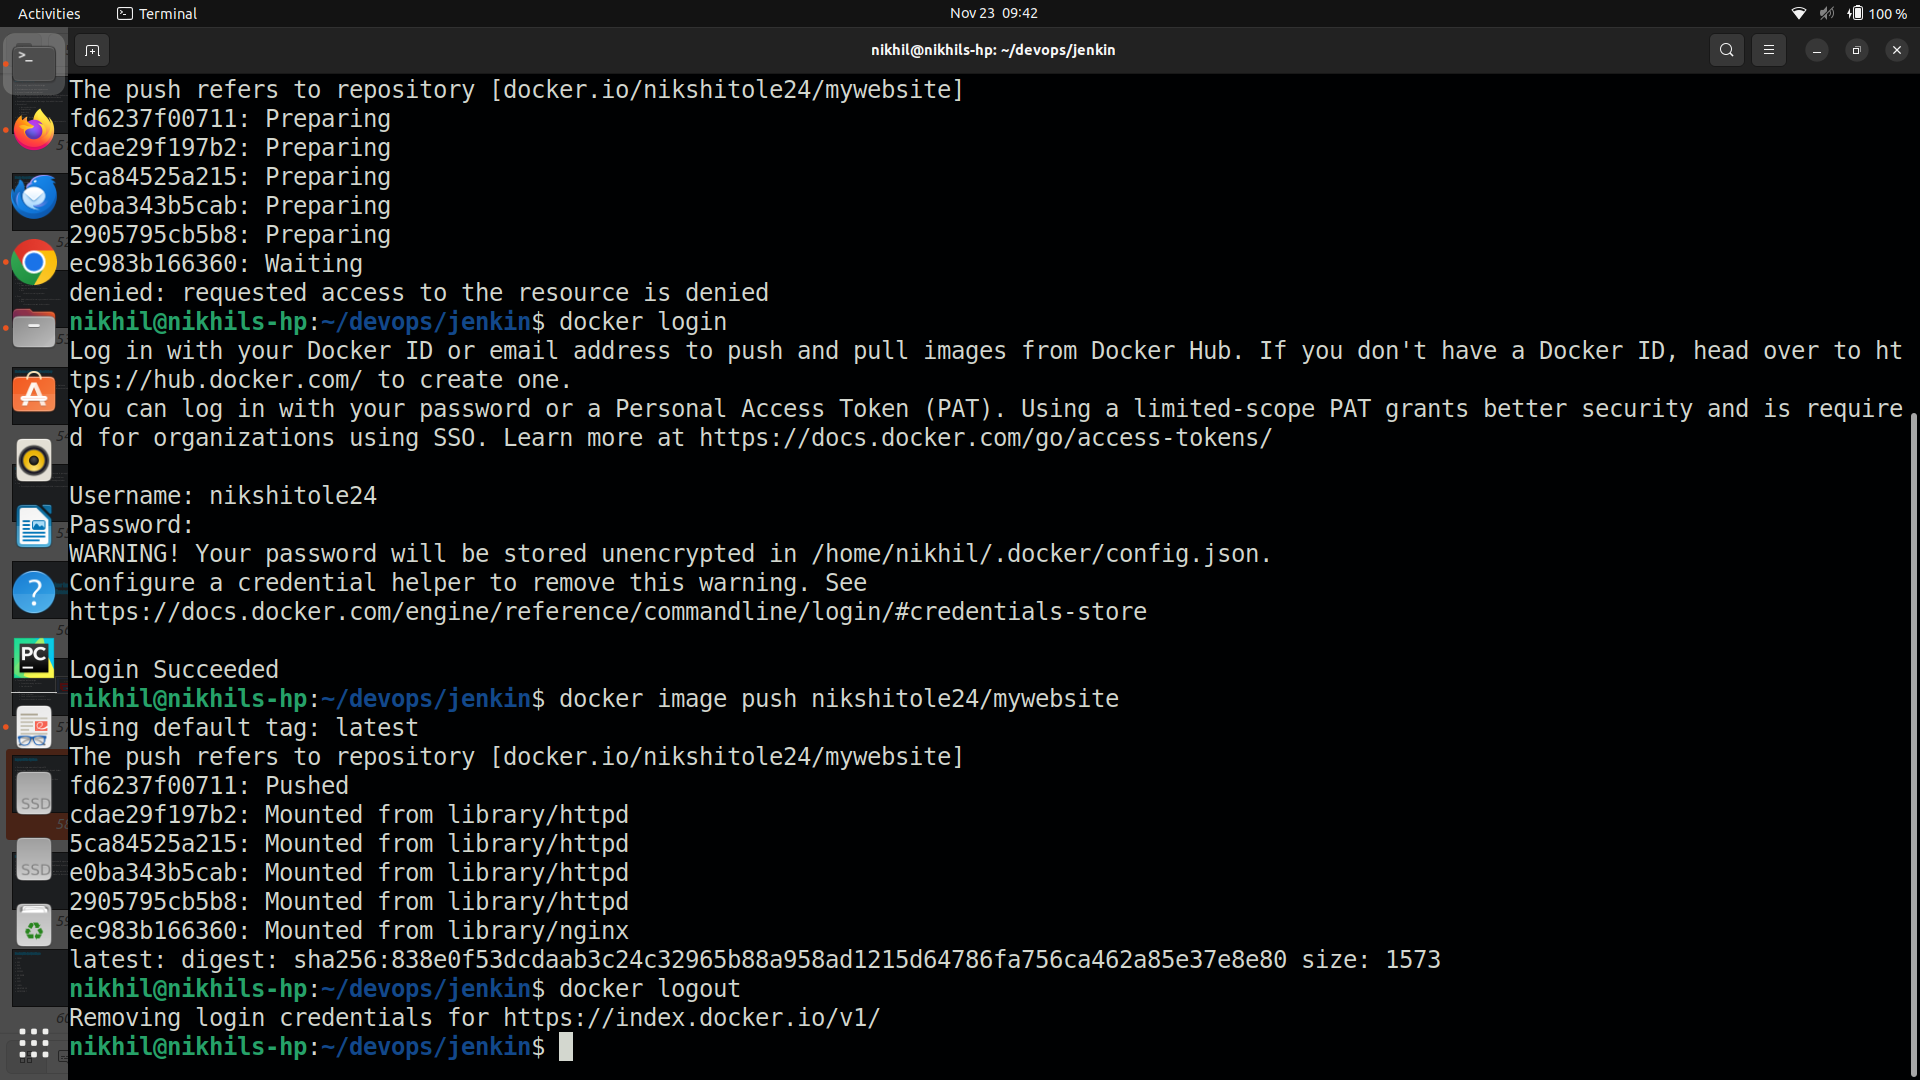 Activities
Terminal
Nov 23 09:42
100 %
nikhil@nikhils-hp: ~/devops/jenkin
The push refers to repository [docker.io/nikshitole24/mywebsite]
fd6237f00711: Preparing
cdae29f197b2: Preparing
5ca84525a215: Preparing
e0ba343b5cab: Preparing
2905795cb5b8: Preparing
ec983b166360: Waiting
denied: requested access to the resource is denied
nikhil@nikhils-hp:~/devops/jenkin$ docker login
Log in with your Docker ID or email address to push and pull images from Docker Hub. If you don't have a Docker ID, head over to ht
tps://hub.docker.com/ to create one.
You can log in with your password or a Personal Access Token (PAT). Using a limited-scope PAT grants better security and is require
d for organizations using SSO. Learn more at https://docs.docker.com/go/access-tokens/
Username: nikshitole24
Password:
WARNING! Your password will be stored unencrypted in /home/nikhil/.docker/config.json.
Configure a credential helper to remove this warning. See
https://docs.docker.com/engine/reference/commandline/login/#credentials-store
Login Succeeded
nikhil@nikhils-hp:~/devops/jenkin$ docker image push nikshitole24/mywebsite
Using default tag: latest
The push refers to repository [docker.io/nikshitole24/mywebsite]
fd6237f00711: Pushed
cdae29f197b2: Mounted from library/httpd
5ca84525a215: Mounted from library/httpd
e0ba343b5cab: Mounted from library/httpd
2905795cb5b8: Mounted from library/httpd
ec983b166360: Mounted from library/nginx
latest: digest: sha256:838e0f53dcdaab3c24c32965b88a958ad1215d64786fa756ca462a85e37e8e80 size: 1573
nikhil@nikhils-hp:~/devops/jenkin$ docker logout
Removing login credentials for https://index.docker.io/v1/
nikhil@nikhils-hp:~/devops/jenkin$
PC
SSD
SSD